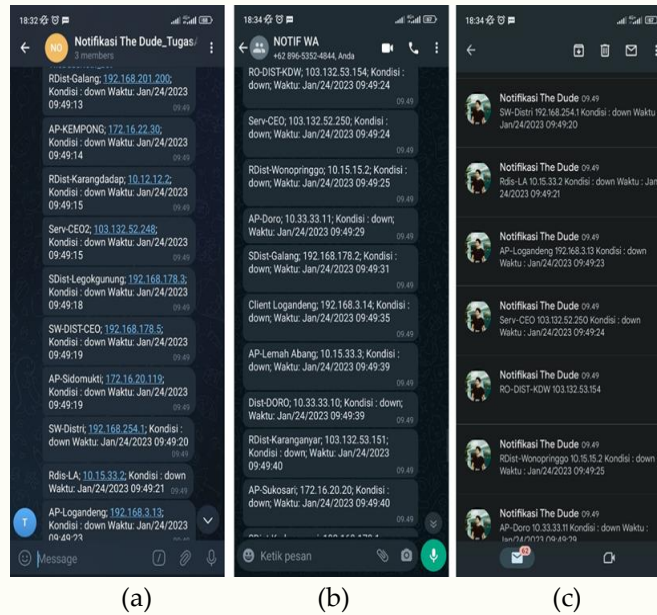 18:32
Notifikasi The Dude_Tugas
3 members
RDist-Galang; 192.168.201.200;
Kondisi : down Waktu: Jan/24/2023
09:49:13
09.49
AP-KEMPONG; 172.16.22.30;
Kondisi : down Waktu: Jan/24/2023
09:49:14
09.49
RDist-Karangdadap; 10.12.12.2;
Kondisi : down Waktu: Jan/24/2023
09:49:15
09.49
Serv-CEO2; 103.132.52.248;
Kondisi : down Waktu: Jan/24/2023
09:49:15
09.49
SDist-Legokgunung; 192.168.178.3;
Kondisi : down Waktu: Jan/24/2023
09:49:18
09.49
SW-DIST-CEO; 192.168.178.5;
Kondisi : down Waktu: Jan/24/2023
09:49:19
09.49
AP-Sidomukti; 172.16.20.119;
Kondisi : down Waktu: Jan/24/2023
09:49:19
09.49
SW-Distri; 192.168.254.1; Kondisi :
down Waktu: Jan/24/2023 09:49:20
09.49
Rdis-LA; 10.15.33.2; Kondisi : down
Waktu: Jan/24/2023 09:49:21 09.49
AP-Logandeng; 192.168.3.13;
Kondisi : down Waktu: Jan/24/2023
09:49:23
09.49
T
Message
(a)
18:34
NOTIF WA
+62 896-5352-4844, Anda
RO-DIST-KDW; 103.132.53.154; Kondisi :
down; Waktu: Jan/24/2023 09:49:24
09.49
Serv-CEO; 103.132.52.250; Kondisi :
down; Waktu: Jan/24/2023 09:49:24
09.49
RDist-Wonopringgo; 10.15.15.2; Kondisi :
down; Waktu: Jan/24/2023 09:49:25
09.49
AP-Doro; 10.33.33.11; Kondisi : down;
Waktu: Jan/24/2023 09:49:29
09.49
SDist-Galang; 192.168.178.2; Kondisi :
down; Waktu: Jan/24/2023 09:49:31
09.49
Client Logandeng; 192.168.3.14; Kondisi :
down; Waktu: Jan/24/2023 09:49:35
09.49
AP-Lemah Abang; 10.15.33.3; Kondisi :
down; Waktu: Jan/24/2023 09:49:39
09.49
Dist-DORO; 10.33.33.10; Kondisi : down;
Waktu: Jan/24/2023 09:49:39
09.49
RDist-Karanganyar; 103.132.53.151;
Kondisi : down; Waktu: Jan/24/2023
09:49:40
09.49
AP-Sukosari; 172.16.20.20; Kondisi :
down; Waktu: Jan/24/2023 09:49:40
09.49
Ketik pesan
(b)
18:34
Notifikasi The Dude 09.49
SW-Distri 192.168.254.1 Kondisi : down Waktu
Jan/24/2023 09:49:20
Notifikasi The Dude 09.49
Rdis-LA 10.15.33.2 Kondisi : down Waktu : Jan
24/2023 09:49:21
Notifikasi The Dude 09.49
AP-Logandeng 192.168.3.13 Kondisi : down
Waktu : Jan/24/2023 09:49:23
Notifikasi The Dude 09.49
Serv-CEO 103.132.52.250 Kondisi : down
Waktu : Jan/24/2023 09:49:24
Notifikasi The Dude 09.49
RO-DIST-KDW 103.132.53.154
Notifikasi The Dude 09.49
RDist-Wonopringgo 10.15.15.2 Kondisi : down
Waktu : Jan/24/2023 09:49:25
Notifikasi The Dude 09.49
AP-Doro 10.33.33.11 Kondisi : down Waktu :
Jan/24/2023 09:49:29
62
(c)